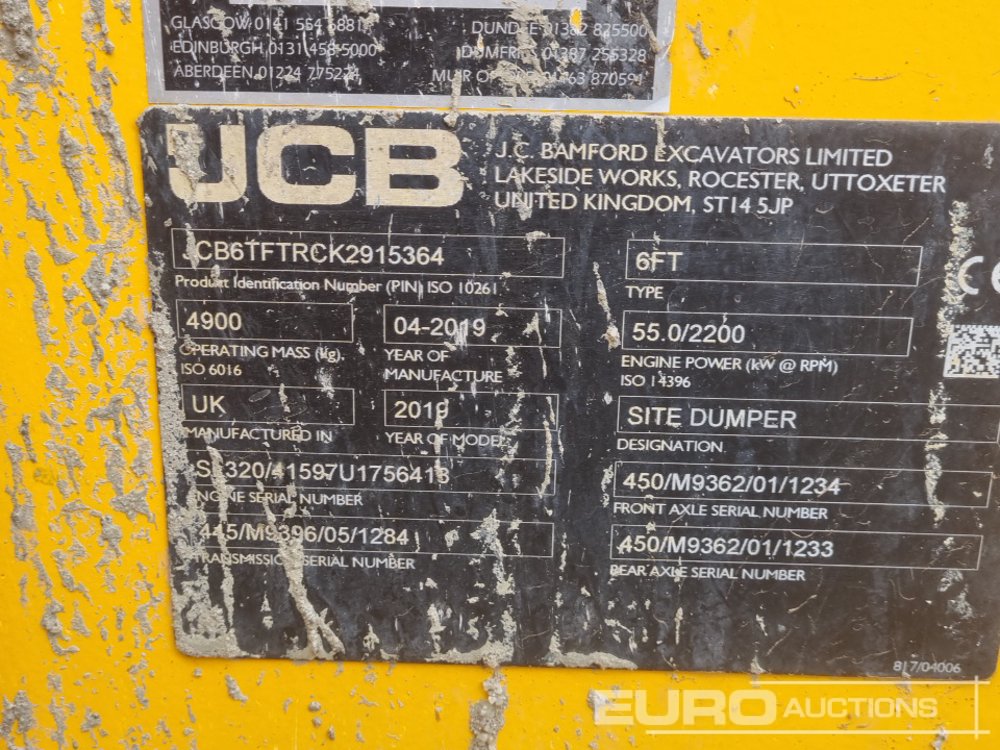 GLASGOW 0141 564 6881
DUNDEE 01382 825500
EDINBURGH 0131 458 5000
DUMFRIES 01387 255328
ABERDEEN 01224 775224
MUIR OF 870591
JCB
J.C. BAMFORD EXCAVATORS LIMITED
LAKESIDE WORKS, ROCESTER, UTTOXETER
UNITED KINGDOM, ST14 5JP
JCB6TFTRCK2915364
Product Identification Number (PIN) ISO 10261
6FT
TYPE
4900
OPERATING MASS (kg),
ISO 6016
04-2019
YEAR OF
MANUFACTURE
55.0/2200
ENGINE POWER (kW @ RPM)
ISO 14396
UK
MANUFACTURED IN
2019
YEAR OF MODEL
SITE DUMPER
DESIGNATION
ENGINE SERIAL NUMBER
450/M9362/01/1234
FRONT AXLE SERIAL NUMBER
445/M9396/05/1284
TRANSMISSION SERIAL NUMBER
450/M9362/01/1233
REAR AXLE SERIAL NUMBER
817/04006
CE
EURO AUCTIONS